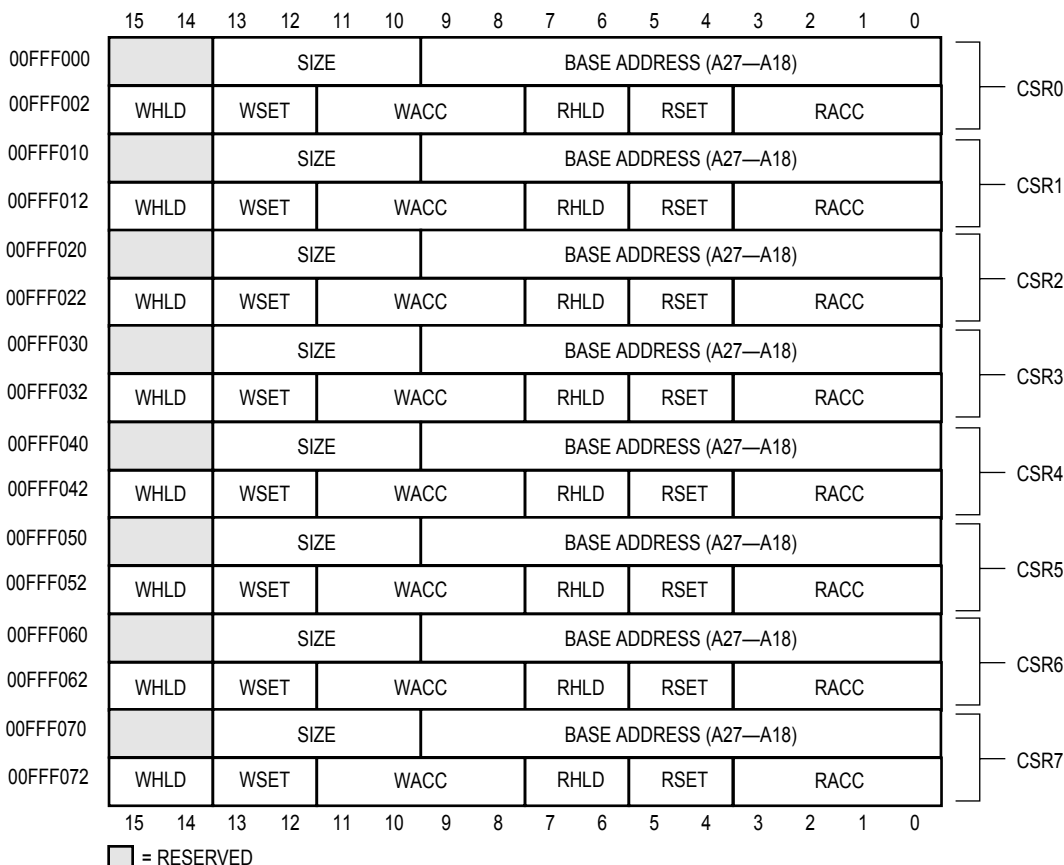 15 14 13 12 11 10 9 8 7 6 5 4 3 2 1 0
00FFF000 SIZE BASE ADDRESS (A27—A18)
CSR0
00FFF002 WHLD WSET WACC RHLD RSET RACC
00FFF010 SIZE BASE ADDRESS (A27—A18)
CSR1
00FFF012 WHLD WSET WACC RHLD RSET RACC
00FFF020 SIZE BASE ADDRESS (A27—A18)
CSR2
00FFF022 WHLD WSET WACC RHLD RSET RACC
00FFF030 SIZE BASE ADDRESS (A27—A18)
CSR3
00FFF032 WHLD WSET WACC RHLD RSET RACC
00FFF040 SIZE BASE ADDRESS (A27—A18)
CSR4
00FFF042 WHLD WSET WACC RHLD RSET RACC
00FFF050 SIZE BASE ADDRESS (A27—A18)
CSR5
00FFF052 WHLD WSET WACC RHLD RSET RACC
00FFF060 SIZE BASE ADDRESS (A27—A18)
CSR6
00FFF062 WHLD WSET WACC RHLD RSET RACC
00FFF070 SIZE BASE ADDRESS (A27—A18)
CSR7
00FFF072 WHLD WSET WACC RHLD RSET RACC
15 14 13 12 11 10 9 8 7 6 5 4 3 2 1 0
= RESERVED